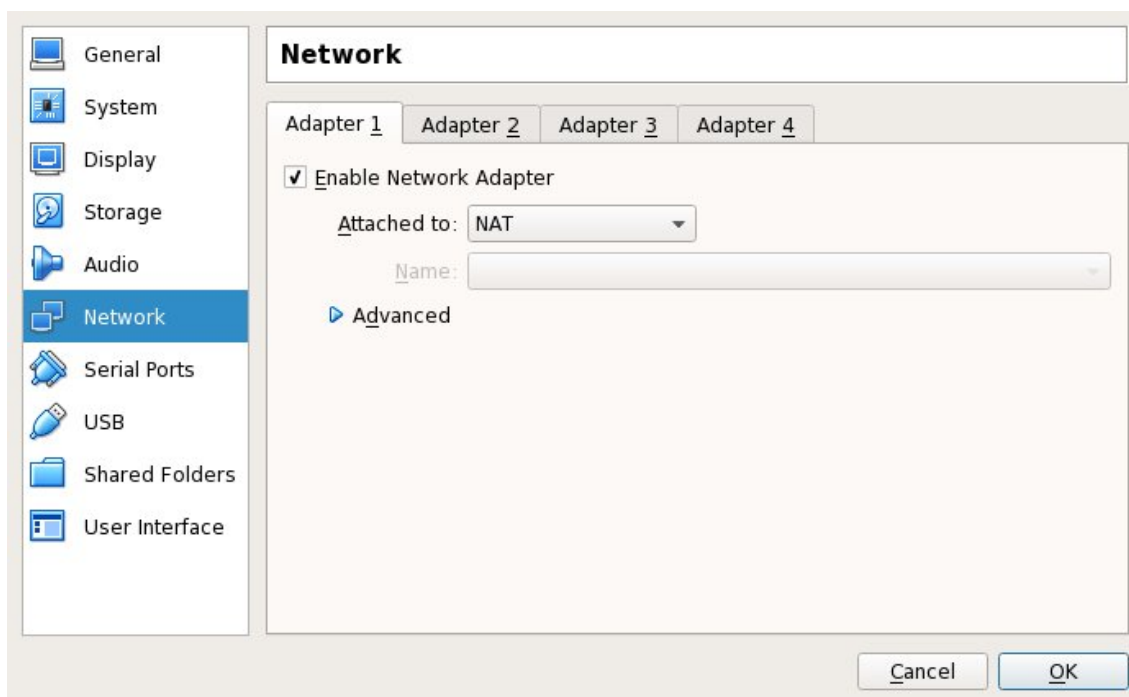 General
System
Display
Storage
Audio
Network
Serial Ports
USB
Shared Folders
User Interface
Network
Adapter 1 Adapter 2 Adapter 3 Adapter 4
Enable Network Adapter
Attached to: NAT
Name:
Advanced
Cancel OK